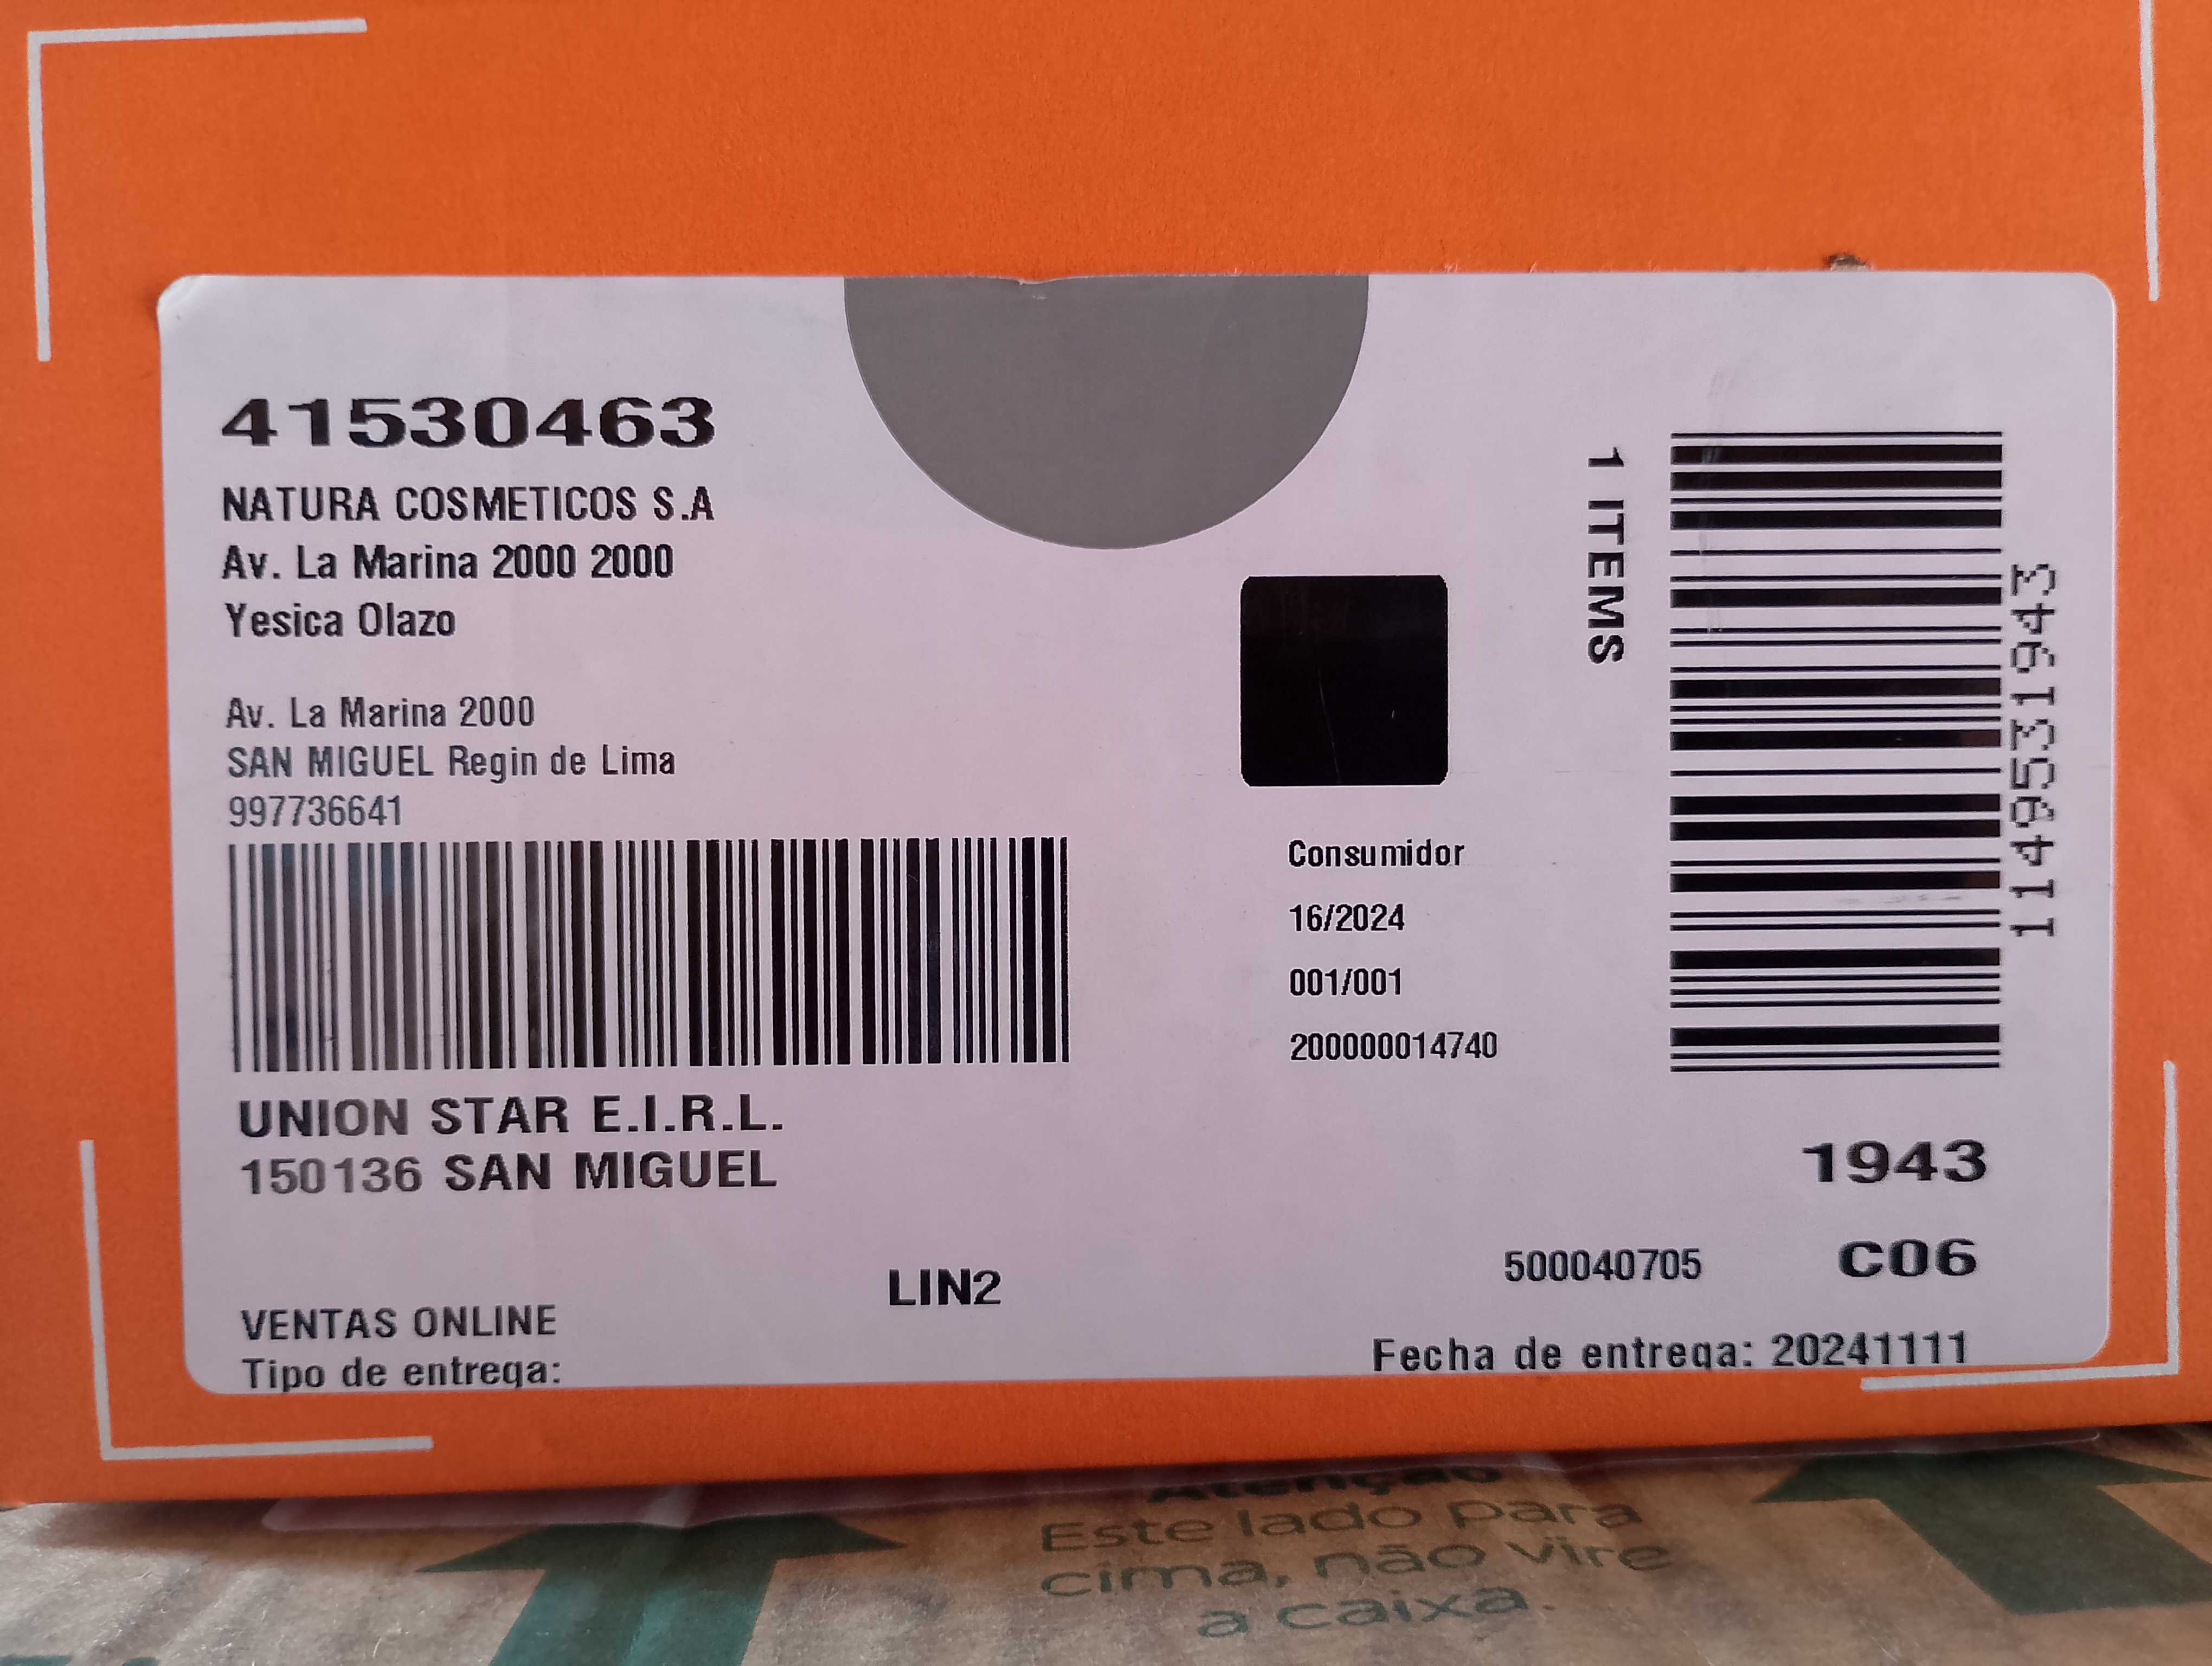 41530463
NATURA COSMETICOS S.A
Av. La Marina 2000 2000
Yesica Olazo
Av. La Marina 2000
SAN MIGUEL Regin de Lima
997736641
UNION STAR E.I.R.L.
150136 SAN MIGUEL
VENTAS ONLINE
Tipo de entrega:
LIN2
Consumidor
16/2024
001/001
200000014740
1 ITEMS
1149531943
1943
500040705
C06
Fecha de entrega: 20241111
Atenção
Este lado para
cima, não vire
a caixa.